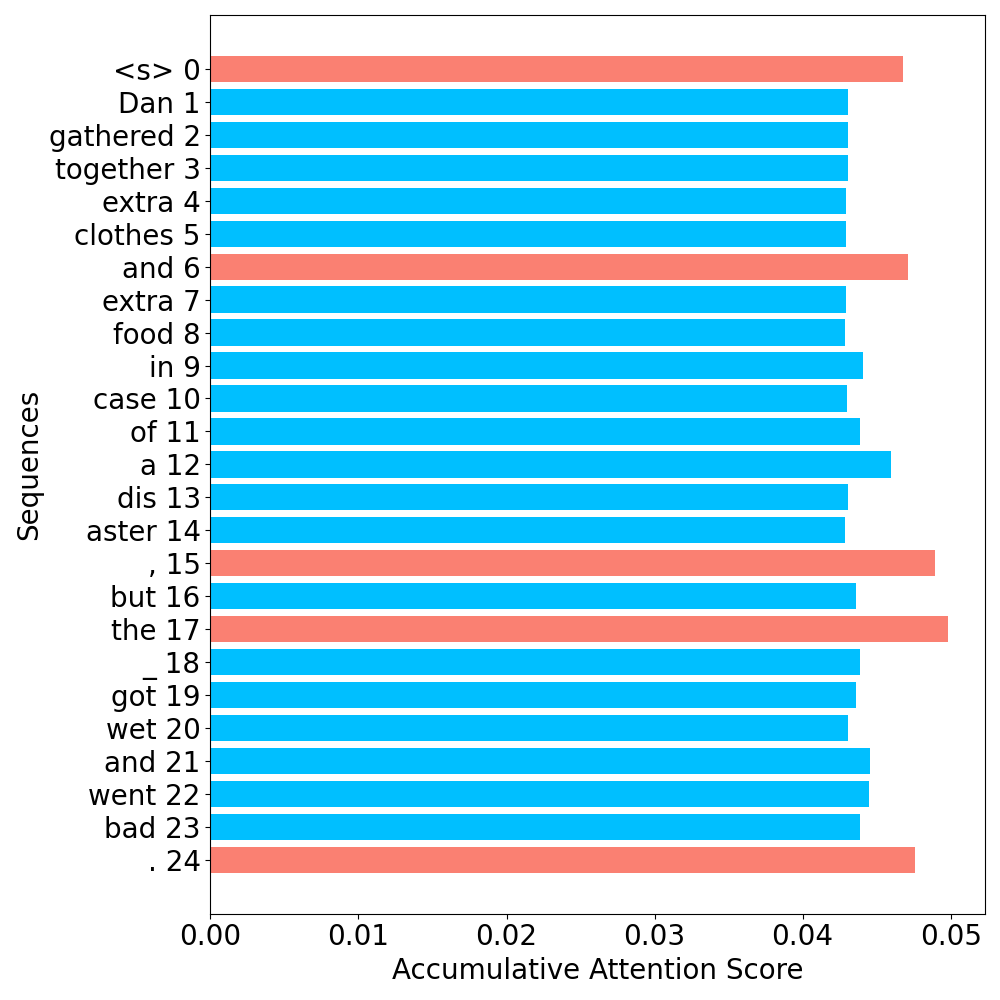 <s> 0
Dan 1
gathered 2
together 3
extra 4
clothes 5
and 6
extra 7
food 8
in 9
case 10
of 11
a 12
dis 13
aster 14
, 15
but 16
the 17
_ 18
got 19
wet 20
and 21
went 22
bad 23
. 24
Sequences
0.00 0.01 0.02 0.03 0.04 0.05
Accumulative Attention Score